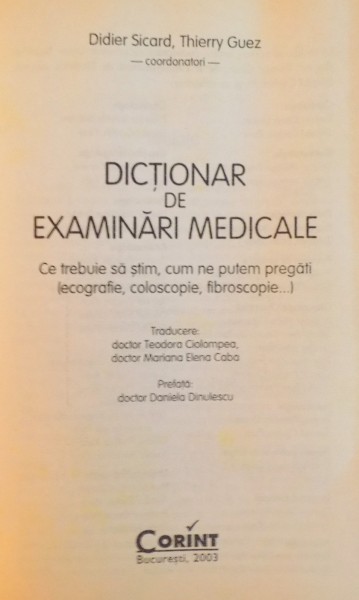 Didier Sicard, Thierry Guez
— coordonatori —
DICȚIONAR
DE
EXAMINĂRI MEDICALE
Ce trebuie să știm, cum ne putem pregăti
(ecografie, coloscopie, fibroscopie...)
Traducere:
doctor Teodora Ciolompea,
doctor Mariana Elena Caba
Prefață:
doctor Daniela Dinulescu
CORINT
București, 2003